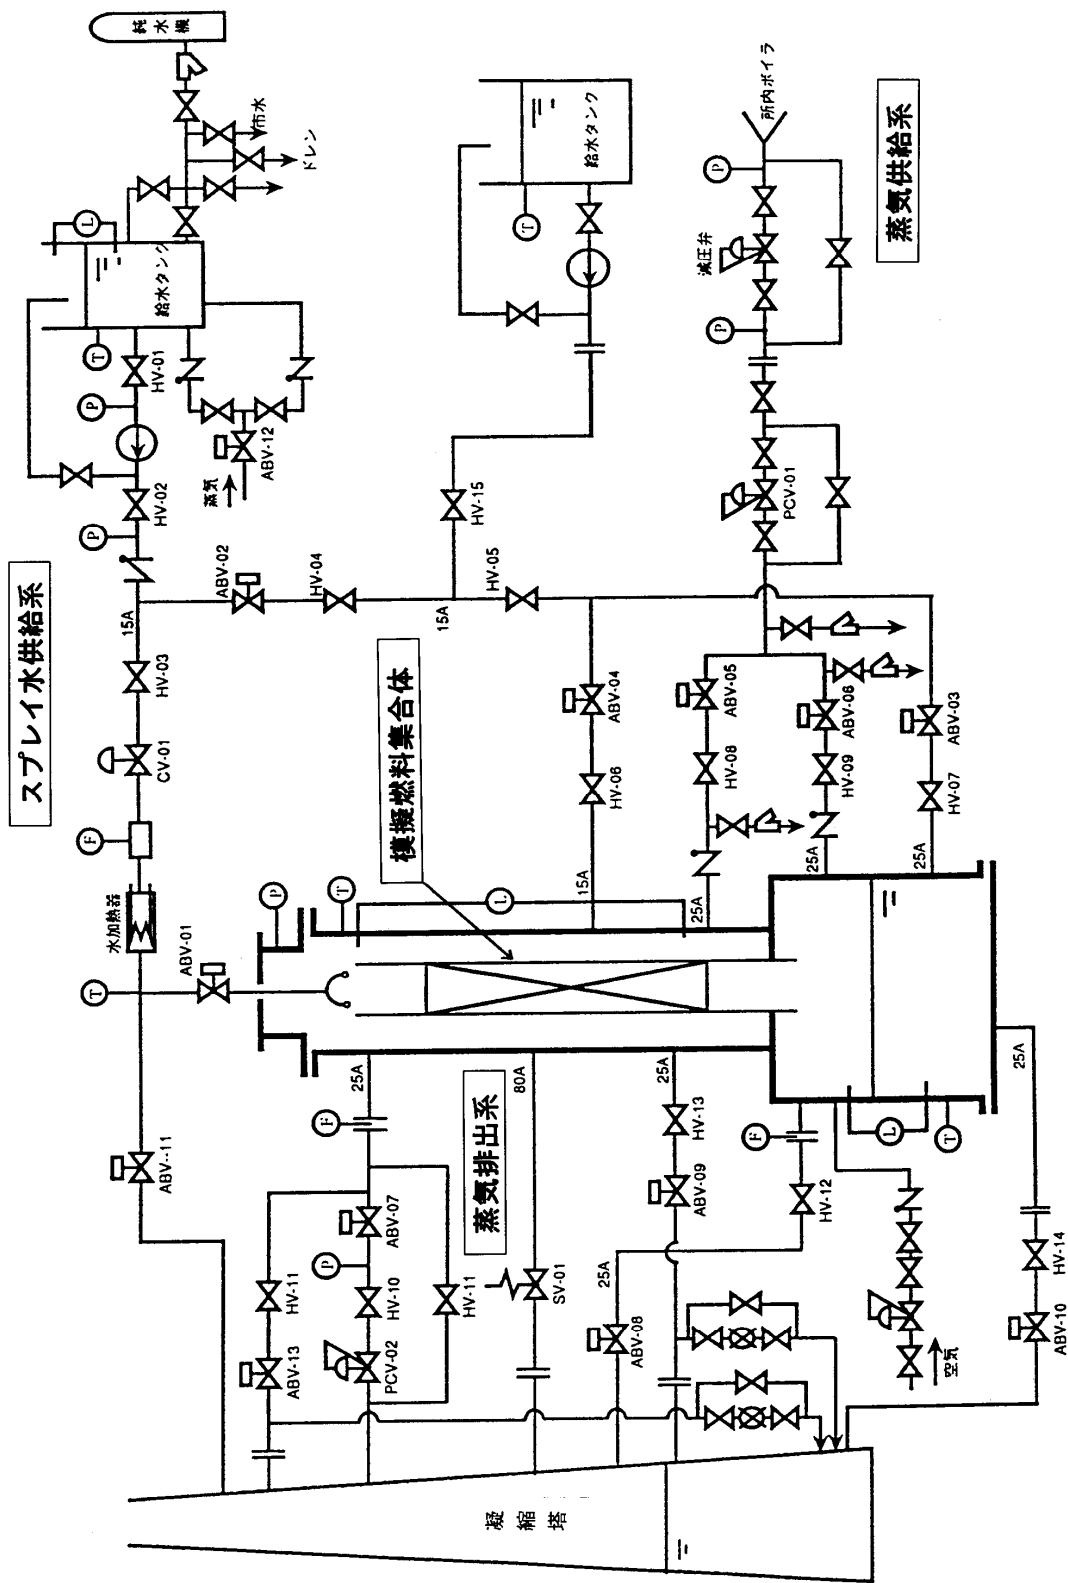 スプレイ水供給系
純水機
市水
ドレン
L
給水タンク
T
HV-01
P
HV-02
P
蒸気
ABV-12
15A
HV-03
CV-01
F
水加熱器
T
ABV-01
ABV--11
ABV-02
HV-04
15A
HV-15
HV-05
給水タンク
T
蒸気供給系
所内ボイラ
P
減圧弁
P
PCV-01
模擬燃料集合体
ABV-04
HV-06
15A
ABV-05
HV-08
25A
ABV-06
HV-09
25A
ABV-03
HV-07
25A
P
T
L
蒸気排出系
25A
F
ABV-07
P
HV-10
PCV-02
HV-11
ABV-13
HV-11
80A
SV-01
25A
HV-13
ABV-09
F
HV-12
25A
ABV-08
L
T
空気
25A
HV-14
ABV-10
凝縮塔